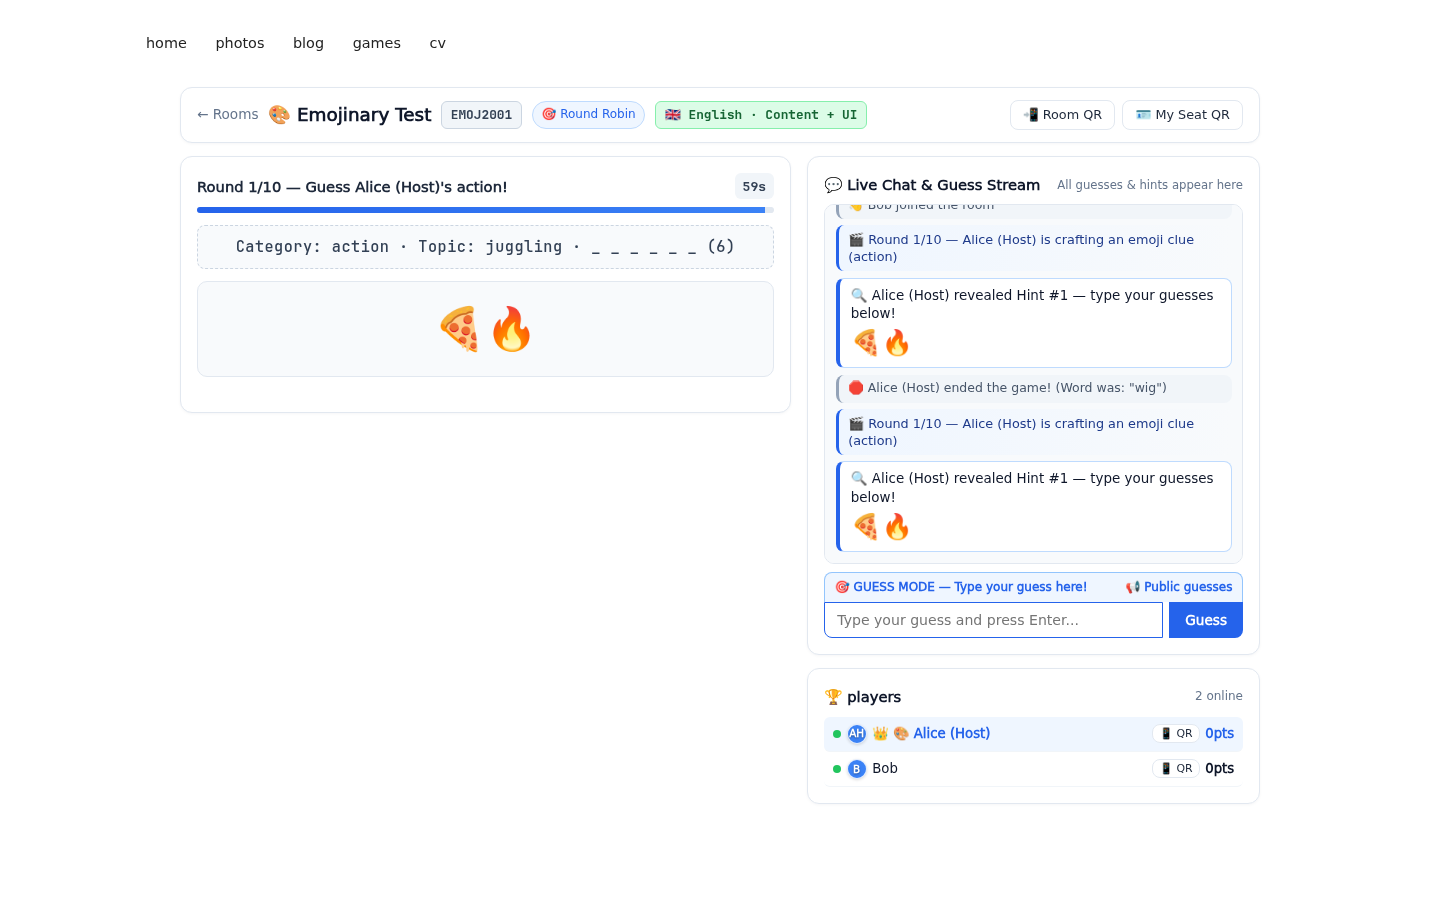 home photos blog games cv
← Rooms 🎨 Emojinary Test EMOJ2001 🎯 Round Robin 🇬🇧 English · Content + UI 📲 Room QR 🪪 My Seat QR
Round 1/10 — Guess Alice (Host)'s action! 59s
Category: action · Topic: juggling · _ _ _ _ _ _ (6)
🍕🔥
💬 Live Chat & Guess Stream All guesses & hints appear here
👋 Bob joined the room
🎬 Round 1/10 — Alice (Host) is crafting an emoji clue
(action)
🔍 Alice (Host) revealed Hint #1 — type your guesses
below!
🍕🔥
🛑 Alice (Host) ended the game! (Word was: "wig")
🎬 Round 1/10 — Alice (Host) is crafting an emoji clue
(action)
🔍 Alice (Host) revealed Hint #1 — type your guesses
below!
🍕🔥
🎯 GUESS MODE — Type your guess here! 📢 Public guesses
Type your guess and press Enter... Guess
🏆 players 2 online
AH 👑 🎨 Alice (Host) 📱 QR 0pts
B Bob 📱 QR 0pts